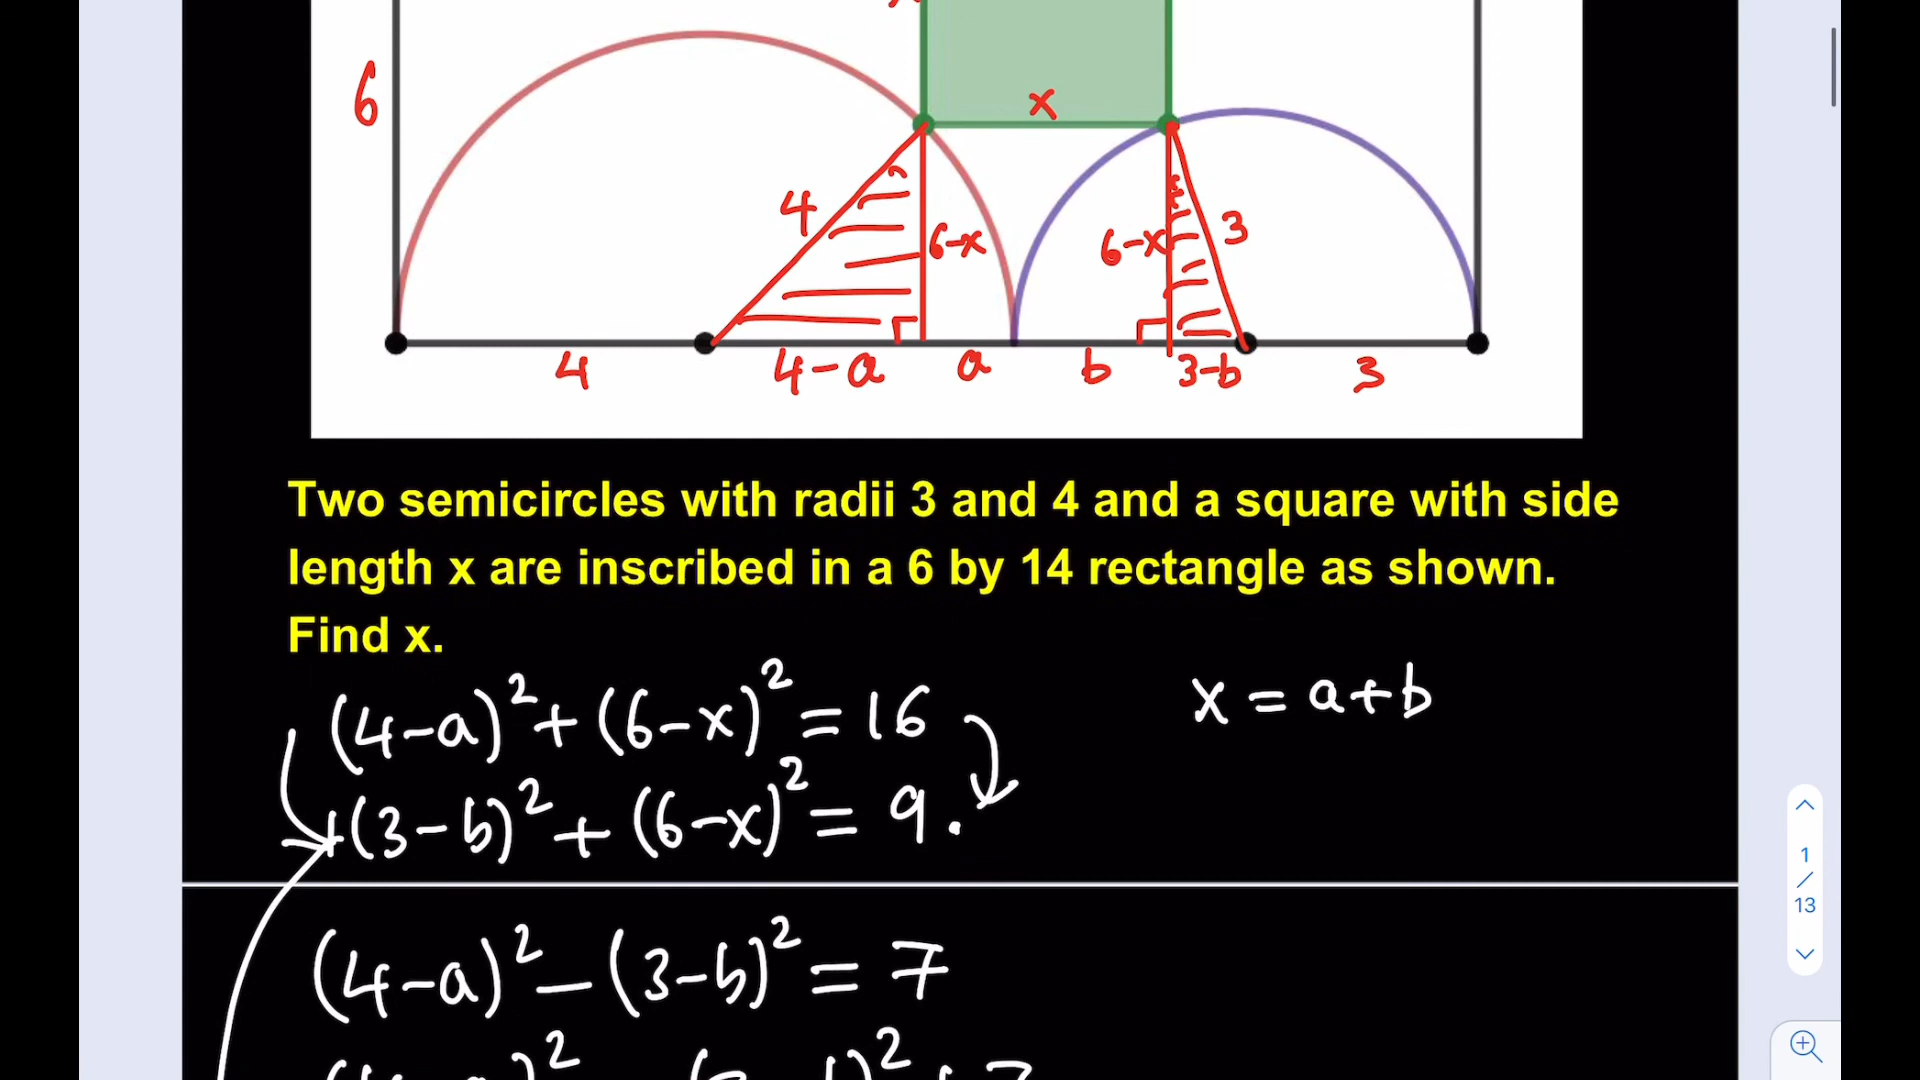 6
x
4
6-x
6-x
3
4
4-a
a
b
3-b
3
Two semicircles with radii 3 and 4 and a square with side
length x are inscribed in a 6 by 14 rectangle as shown.
Find x.
(4-a)²+(6-x)²=16
x=a+b
+(3-b)²+(6-x)²=9.
(4-a)²-(3-b)²=7
1
/
13